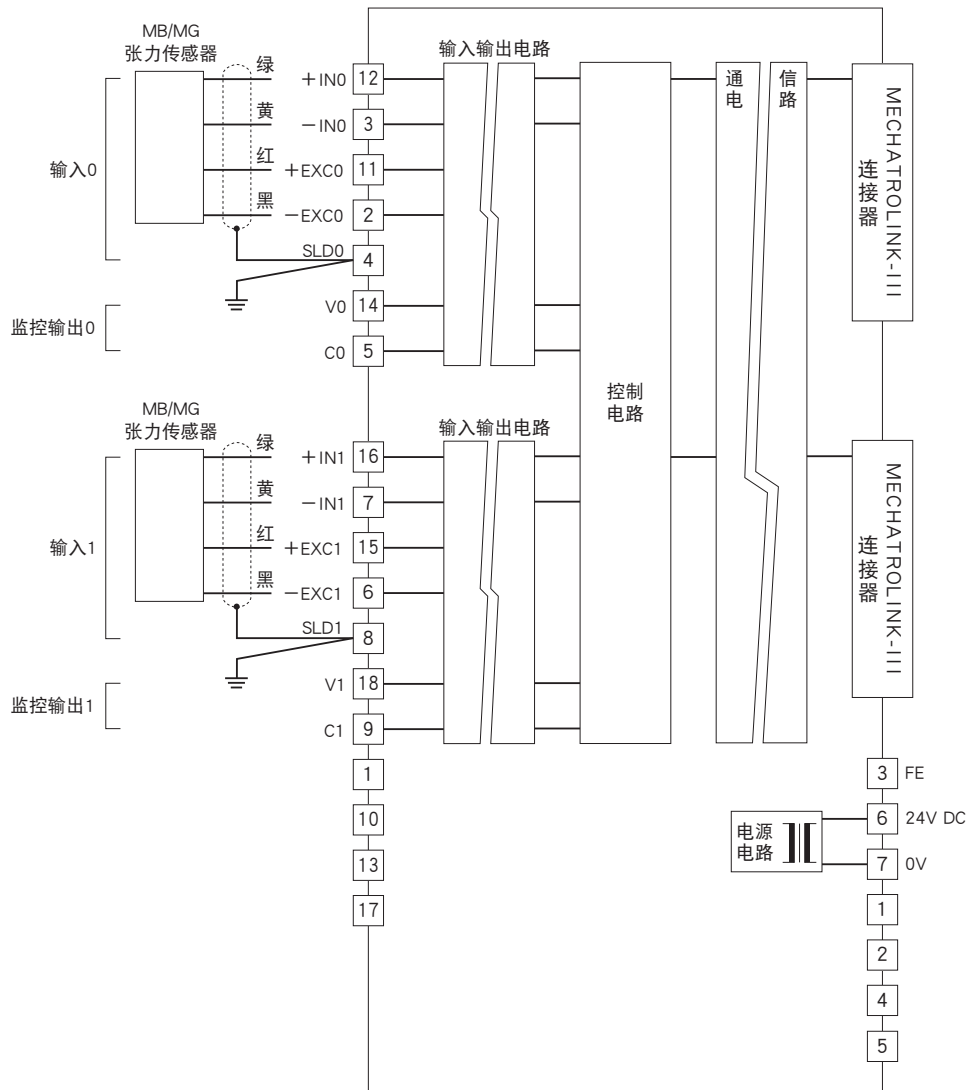 MB/MG
张力传感器
输入输出电路
绿
+IN0
12
黄
−IN0
3
红
+EXC0
11
黑
−EXC0
2
SLD0
4
输入0
V0
14
C0
5
监控输出0
MB/MG
张力传感器
输入输出电路
绿
+IN1
16
黄
−IN1
7
红
+EXC1
15
黑
−EXC1
6
SLD1
8
输入1
V1
18
C1
9
监控输出1
1
10
13
17
控制
电路
通 信
电 路
MECHATROLINK-III
连接器
MECHATROLINK-III
连接器
3 FE
电源
电路
6 24V DC
7 0V
1
2
4
5